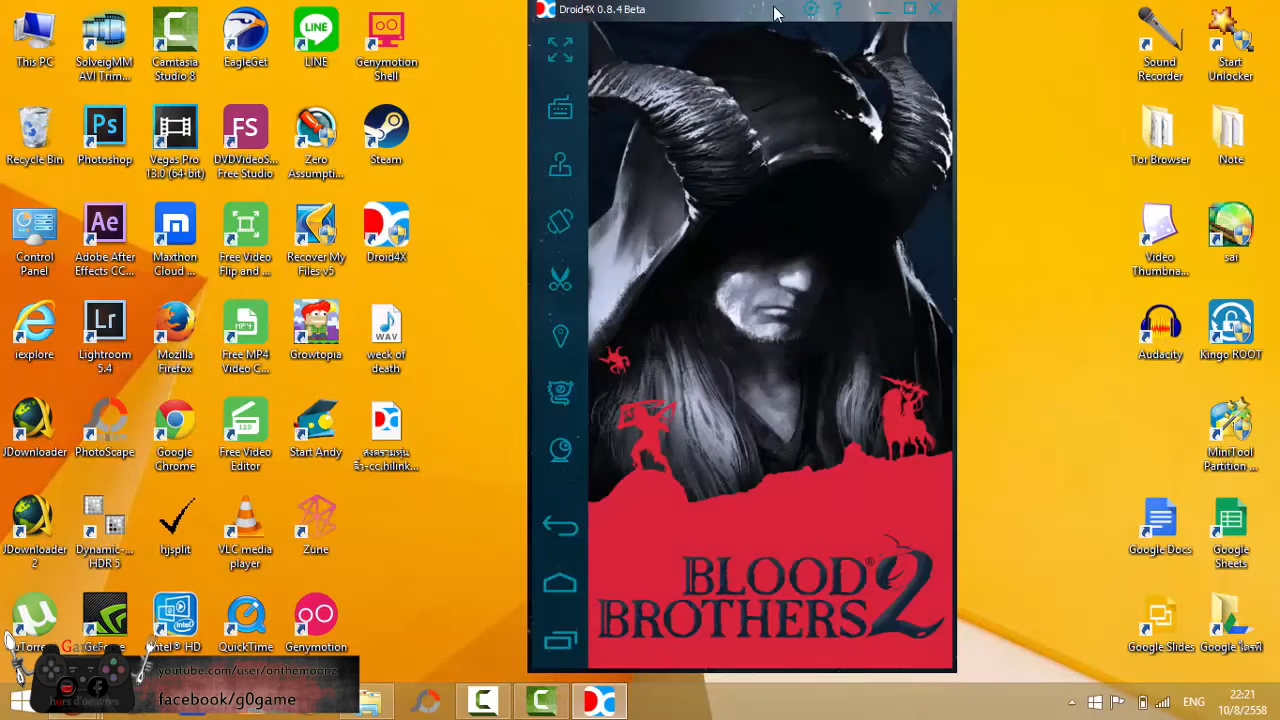 Droid4X 0.8.4 Beta
This PC
SolveigMM
AVI Trim...
Camtasia
Studio 8
EagleGet
LINE
Genymotion
Shell
Recycle Bin
Photoshop
Vegas Pro
13.0 (64-bit)
DVDVideoS...
Free Studio
Zero
Assumpti...
Steam
Control
Panel
Adobe After
Effects CC...
Maxthon
Cloud ...
Free Video
Flip and ...
Recover My
Files v5
Droid4X
iexplore
Lightroom
5.4
Mozilla
Firefox
Free MP4
Video C...
Growtopia
WAV
weck of
death
JDownloader
PhotoScape
Google
Chrome
Free Video
Editor
Start Andy
JDownloader
2
Dynamic-...
HDR 5
hjsplit
VLC media
player
Zune
Intel® HD
QuickTime
Genymotion
BLOOD®
BROTHERS 2
Sound
Recorder
Start
Unlocker
Tor Browser
Note
Video
Thumbna...
sai
Audacity
Kingo ROOT
MiniTool
Partition ...
Google Docs
Google
Sheets
Google Slides
Game
hors d'oeuvres
youtube.com/user/onthemoonz
facebook/g0game
ENG
22:21
10/8/2558